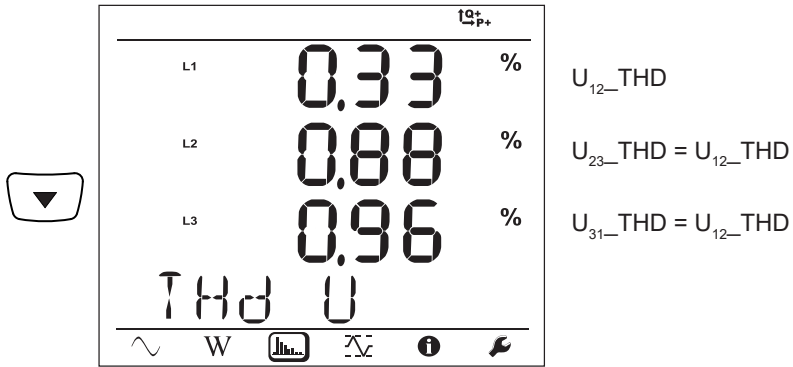 Q+
P+
L1 0.33 % U₁₂_THD
L2 0.88 % U₂₃_THD = U₁₂_THD
L3 0.96 % U₃₁_THD = U₁₂_THD
THd U
W